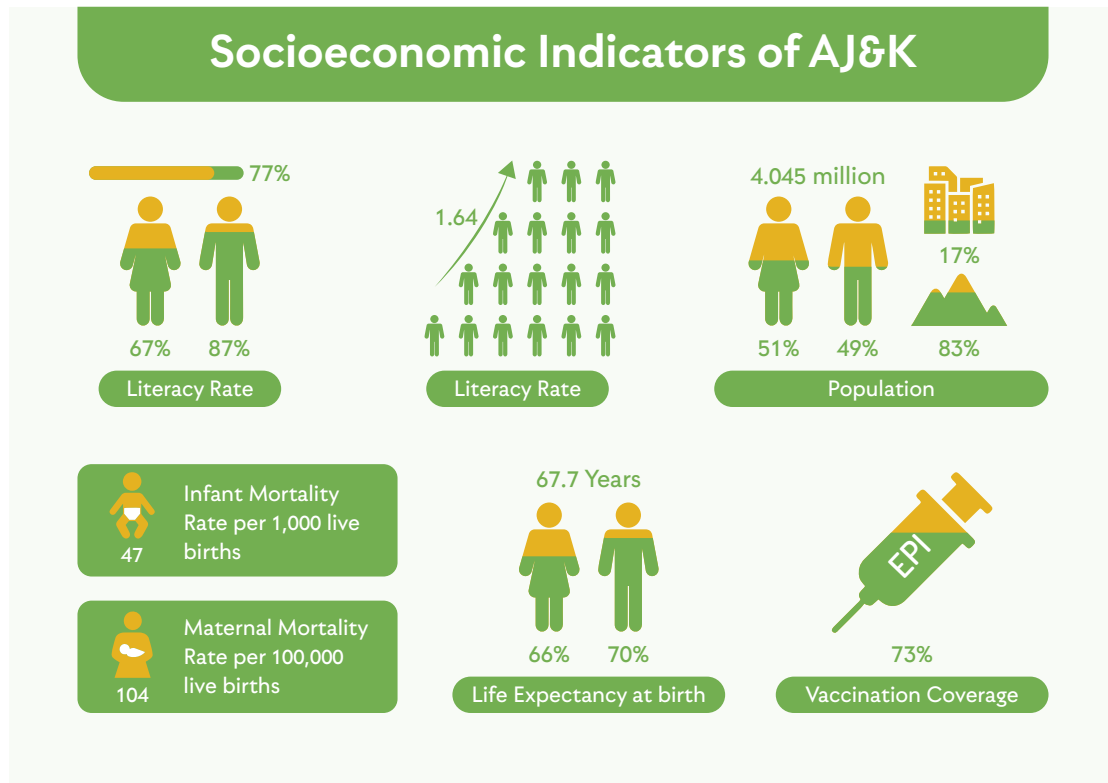 Socioeconomic Indicators of AJ&K
77%
67% 87%
Literacy Rate
1.64
Literacy Rate
4.045 million
17%
51% 49% 83%
Population
Infant Mortality
Rate per 1,000 live
births
47
Maternal Mortality
Rate per 100,000
live births
104
67.7 Years
66% 70%
Life Expectancy at birth
EPI
73%
Vaccination Coverage